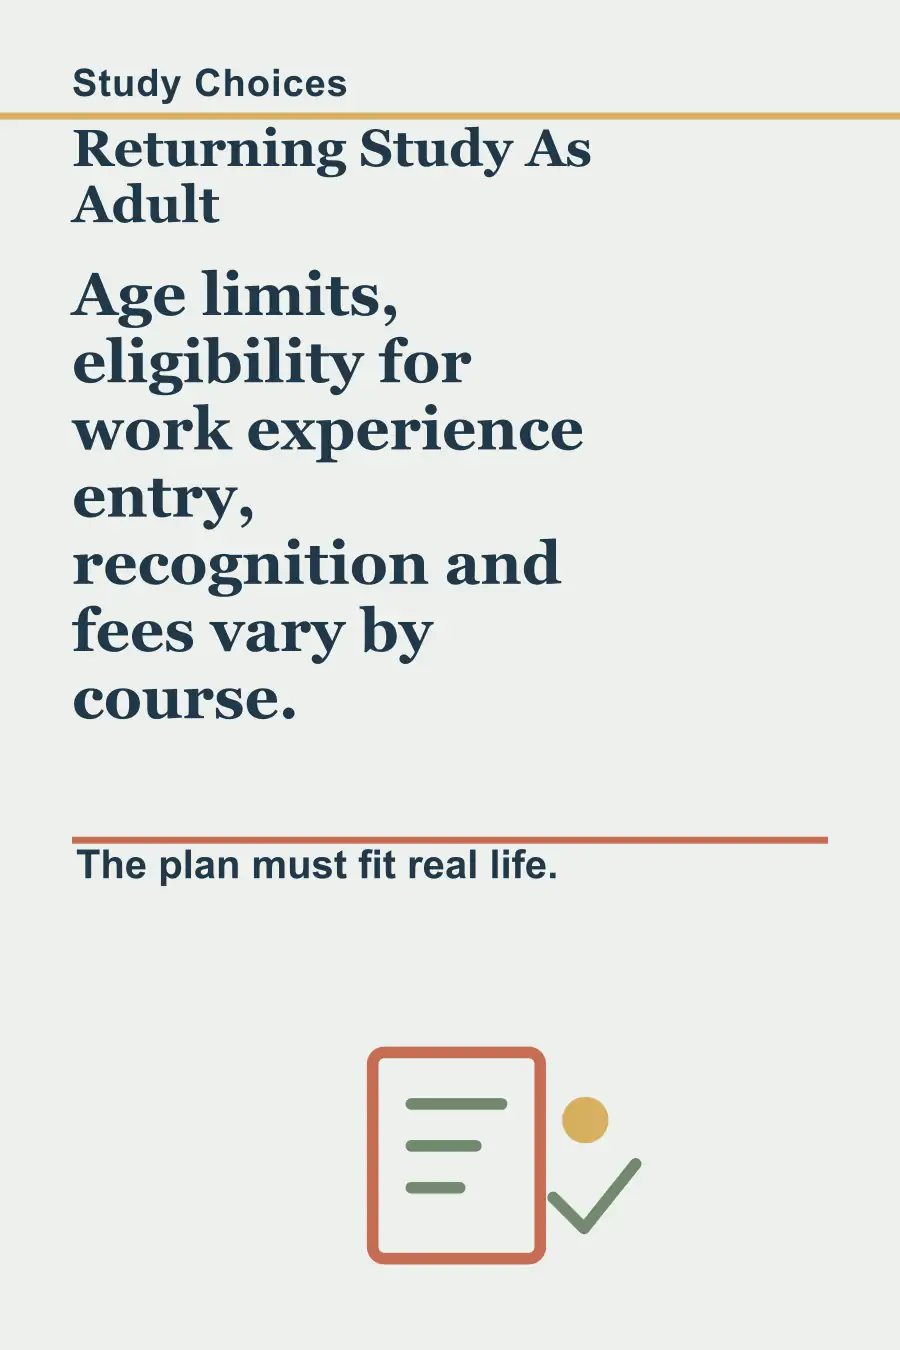 Study Choices
Returning Study As
Adult
Age limits,
eligibility for
work experience
entry,
recognition and
fees vary by
course.
The plan must fit real life.